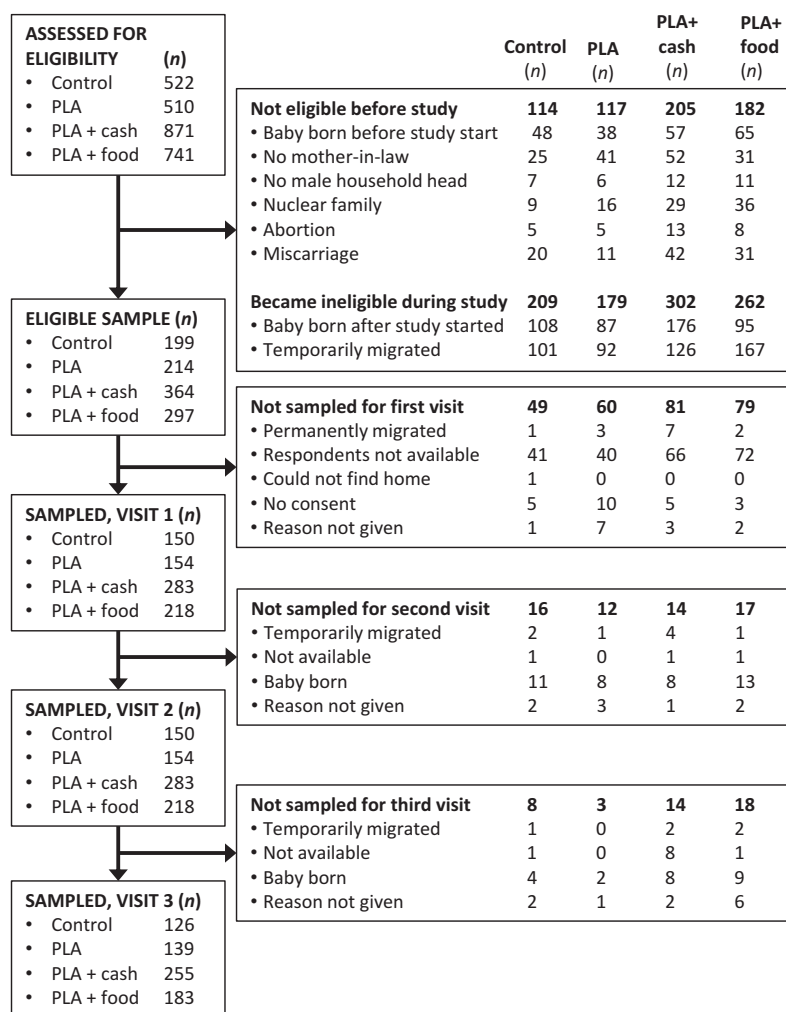 ASSESSED FOR
ELIGIBILITY (n)
• Control 522
• PLA 510
• PLA + cash 871
• PLA + food 741
Control (n) PLA (n) PLA+ cash (n) PLA+ food (n)
Not eligible before study 114 117 205 182
• Baby born before study start 48 38 57 65
• No mother-in-law 25 41 52 31
• No male household head 7 6 12 11
• Nuclear family 9 16 29 36
• Abortion 5 5 13 8
• Miscarriage 20 11 42 31
Became ineligible during study 209 179 302 262
• Baby born after study started 108 87 176 95
• Temporarily migrated 101 92 126 167
ELIGIBLE SAMPLE (n)
• Control 199
• PLA 214
• PLA + cash 364
• PLA + food 297
Not sampled for first visit 49 60 81 79
• Permanently migrated 1 3 7 2
• Respondents not available 41 40 66 72
• Could not find home 1 0 0 0
• No consent 5 10 5 3
• Reason not given 1 7 3 2
SAMPLED, VISIT 1 (n)
• Control 150
• PLA 154
• PLA + cash 283
• PLA + food 218
Not sampled for second visit 16 12 14 17
• Temporarily migrated 2 1 4 1
• Not available 1 0 1 1
• Baby born 11 8 8 13
• Reason not given 2 3 1 2
SAMPLED, VISIT 2 (n)
• Control 150
• PLA 154
• PLA + cash 283
• PLA + food 218
Not sampled for third visit 8 3 14 18
• Temporarily migrated 1 0 2 2
• Not available 1 0 8 1
• Baby born 4 2 8 9
• Reason not given 2 1 2 6
SAMPLED, VISIT 3 (n)
• Control 126
• PLA 139
• PLA + cash 255
• PLA + food 183